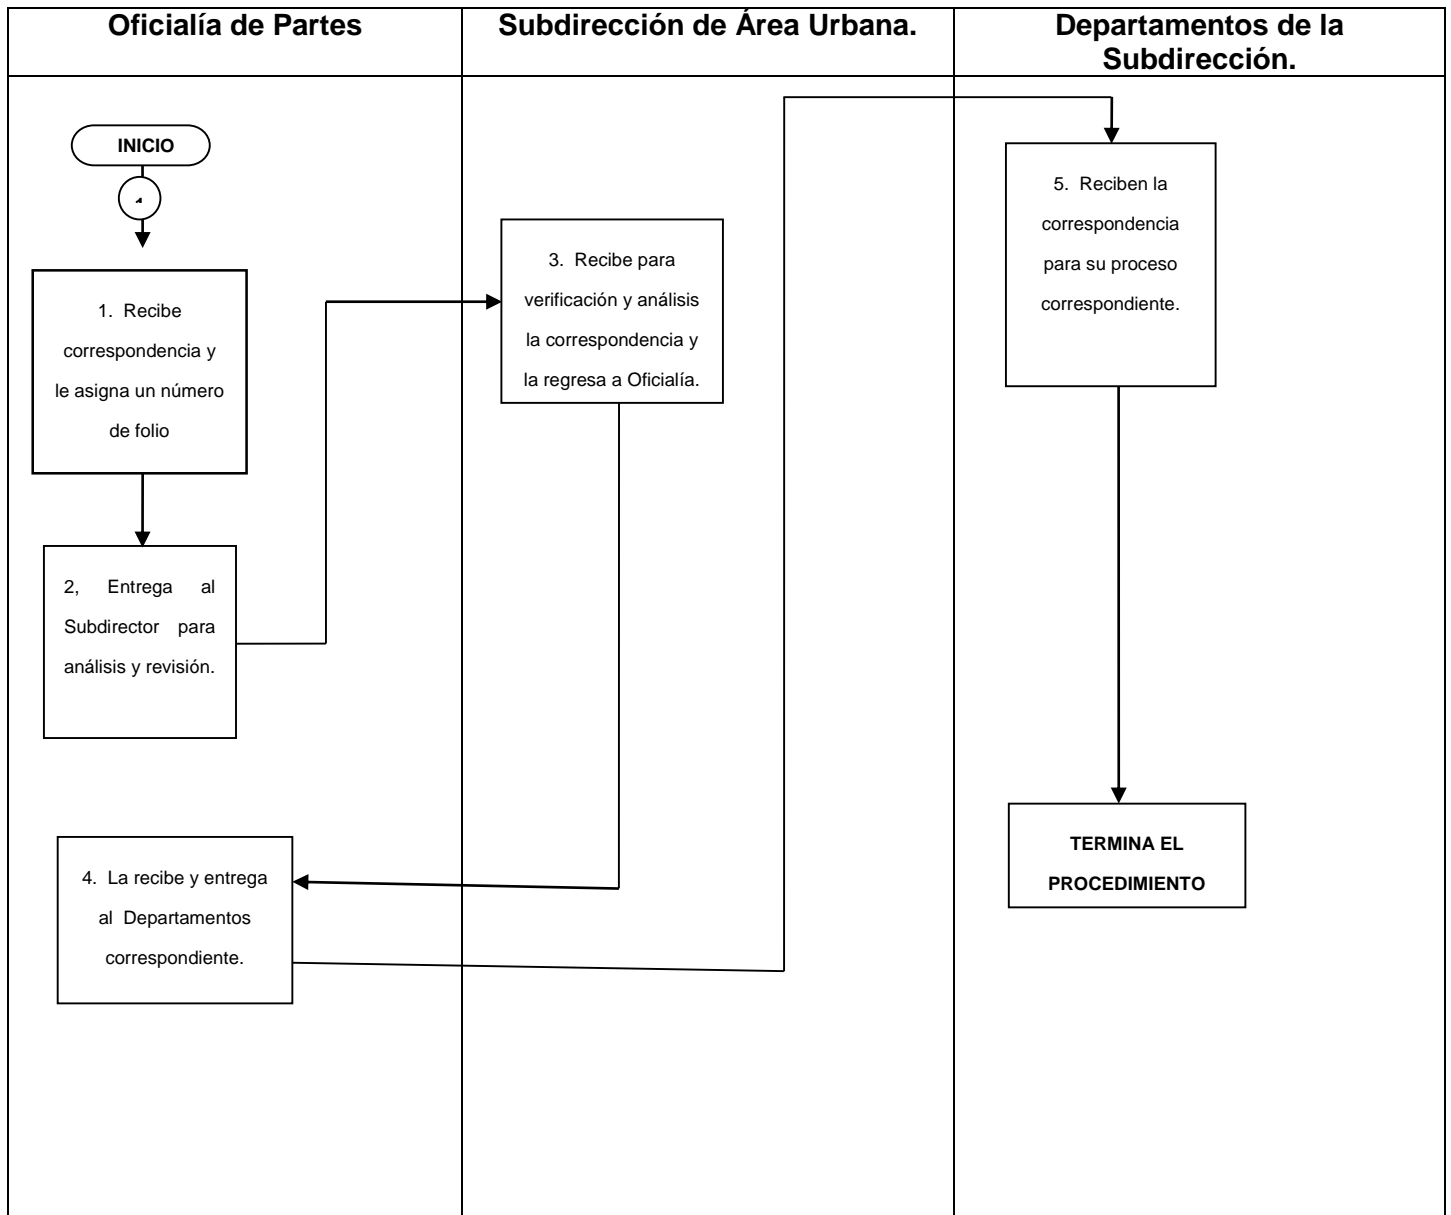 Oficialía de Partes
Subdirección de Área Urbana.
Departamentos de la
Subdirección.
INICIO
1. Recibe
correspondencia y
le asigna un número
de folio
2, Entrega al
Subdirector para
análisis y revisión.
3. Recibe para
verificación y análisis
la correspondencia y
la regresa a Oficialía.
4. La recibe y entrega
al Departamentos
correspondiente.
5. Reciben la
correspondencia
para su proceso
correspondiente.
TERMINA EL
PROCEDIMIENTO